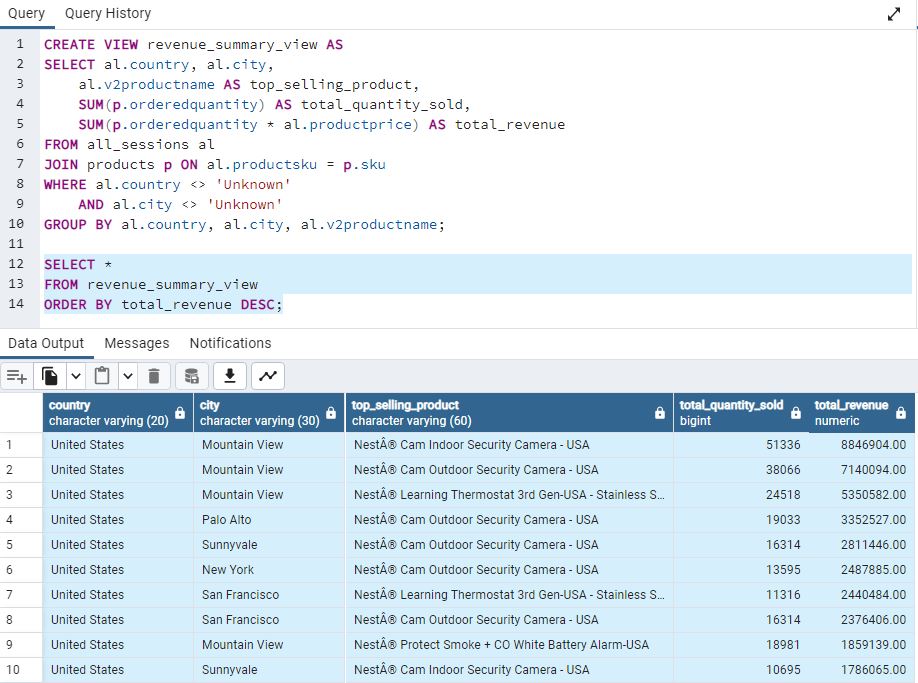 Query Query History
1 CREATE VIEW revenue_summary_view AS
2 SELECT al.country, al.city,
3 al.v2productname AS top_selling_product,
4 SUM(p.orderedquantity) AS total_quantity_sold,
5 SUM(p.orderedquantity * al.productprice) AS total_revenue
6 FROM all_sessions al
7 JOIN products p ON al.productsku = p.sku
8 WHERE al.country <> 'Unknown'
9 AND al.city <> 'Unknown'
10 GROUP BY al.country, al.city, al.v2productname;
11
12 SELECT *
13 FROM revenue_summary_view
14 ORDER BY total_revenue DESC;
Data Output Messages Notifications
country city top_selling_product total_quantity_sold total_revenue
character varying (20) character varying (30) character varying (60) bigint numeric
1 United States Mountain View NestÂ® Cam Indoor Security Camera - USA 51336 8846904.00
2 United States Mountain View NestÂ® Cam Outdoor Security Camera - USA 38066 7140094.00
3 United States Mountain View NestÂ® Learning Thermostat 3rd Gen-USA - Stainless S... 24518 5350582.00
4 United States Palo Alto NestÂ® Cam Outdoor Security Camera - USA 19033 3352527.00
5 United States Sunnyvale NestÂ® Cam Outdoor Security Camera - USA 16314 2811446.00
6 United States New York NestÂ® Cam Outdoor Security Camera - USA 13595 2487885.00
7 United States San Francisco NestÂ® Learning Thermostat 3rd Gen-USA - Stainless S... 11316 2440484.00
8 United States San Francisco NestÂ® Cam Outdoor Security Camera - USA 16314 2376406.00
9 United States Mountain View NestÂ® Protect Smoke + CO White Battery Alarm-USA 18981 1859139.00
10 United States Sunnyvale NestÂ® Cam Indoor Security Camera - USA 10695 1786065.00